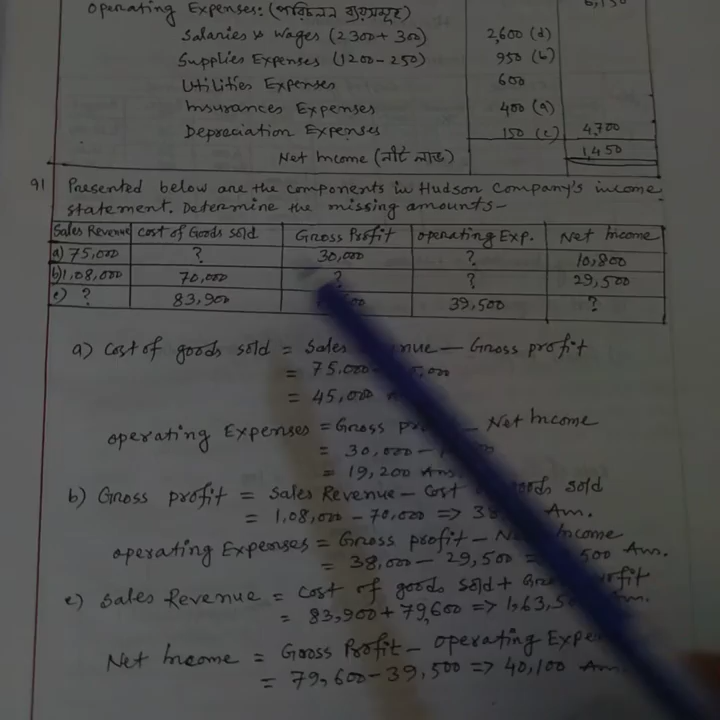 Operating Expenses: (পরিচালন ব্যয়সমূহ)
Salaries & Wages (2300+300) 2,600 (d)
Supplies Expenses (1200-250) 950 (b)
Utilities Expenses 600
Insurances Expenses 400 (a)
Depreciation Expenses 150 (c) 4,700
Net Income (নীট লাভ) 1,450
91 Presented below are the components in Hudson Company's income
statement. Determine the missing amounts-
Sales Revenue Cost of Goods sold Gross Profit Operating Exp. Net Income
a) 75,000 ? 30,000 ? 10,800
b) 1,08,000 70,000 ? ? 29,500
c) ? 83,900 39,500 ?
a) Cost of goods sold = Sales - Gross profit
= 75,000
= 45,000
Operating Expenses = Gross - Net Income
= 30,000 -
= 19,200 Ans.
b) Gross profit = Sales Revenue - Cost goods sold
= 1,08,000 - 70,000 => Ans.
Operating Expenses = Gross profit - Income
= 38,000 - 29,500 Ans.
c) Sales Revenue = Cost of goods sold +
= 83,900 + 79,600 =>
Net Income = Gross Profit - Operating
= 79,600 - 39,500 => 40,100 Ans.